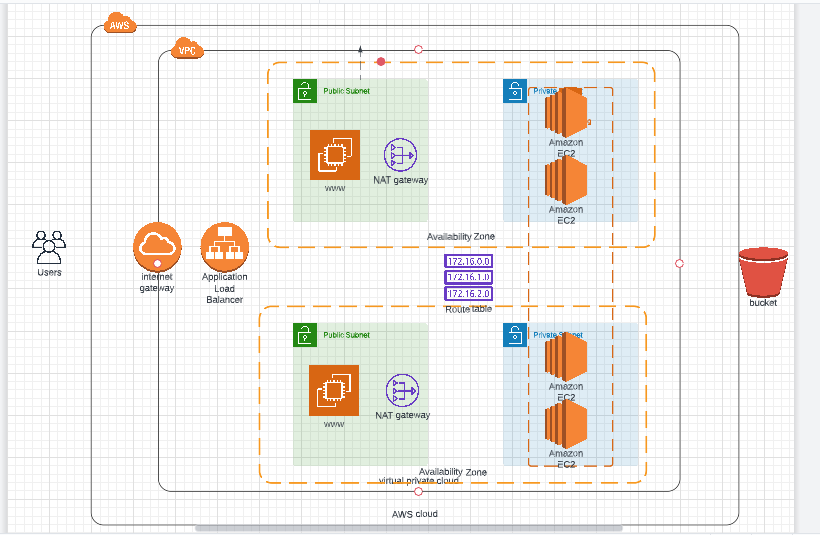 AWS
VPC
Public Subnet
Private
Amazon
EC2
www
NAT gateway
Amazon
EC2
Availability Zone
Users
internet
gateway
Application
Load
Balancer
172.16.0.0
172.16.1.0
172.16.2.0
Route table
bucket
Public Subnet
Private Subnet
Amazon
EC2
www
NAT gateway
Amazon
EC2
Availability Zone
virtual private cloud
AWS cloud